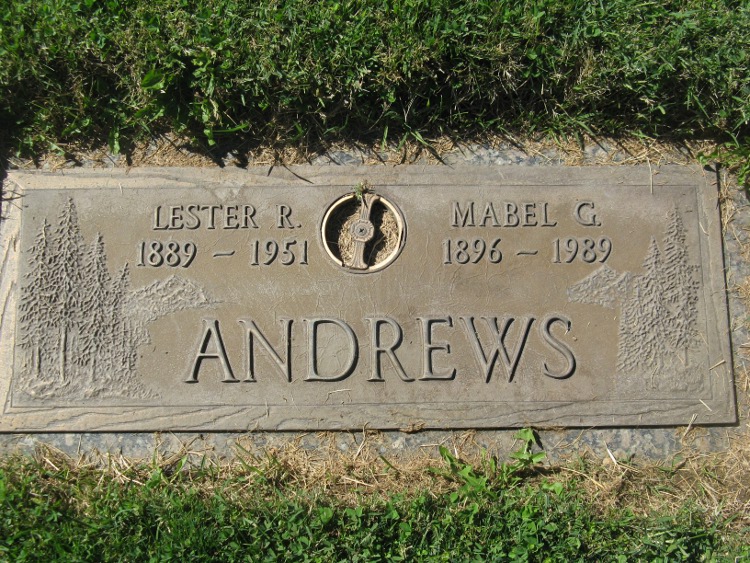 LESTER R. MABEL G.
1889 ~ 1951 1896 ~ 1989
ANDREWS